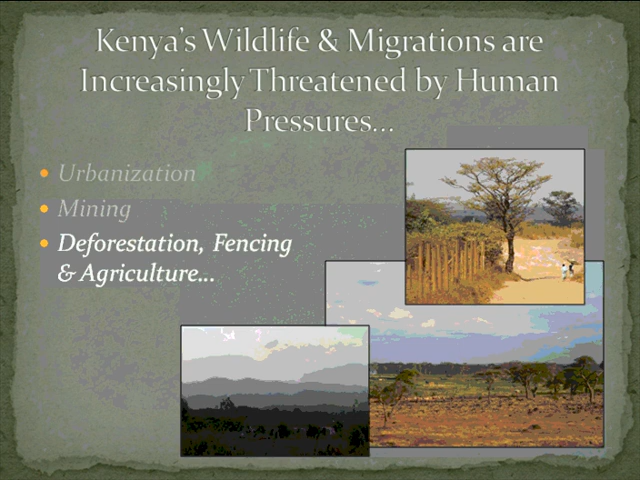 Kenya's Wildlife & Migrations are
Increasingly Threatened by Human
Pressures...
Urbanization
Mining
Deforestation, Fencing
& Agriculture...